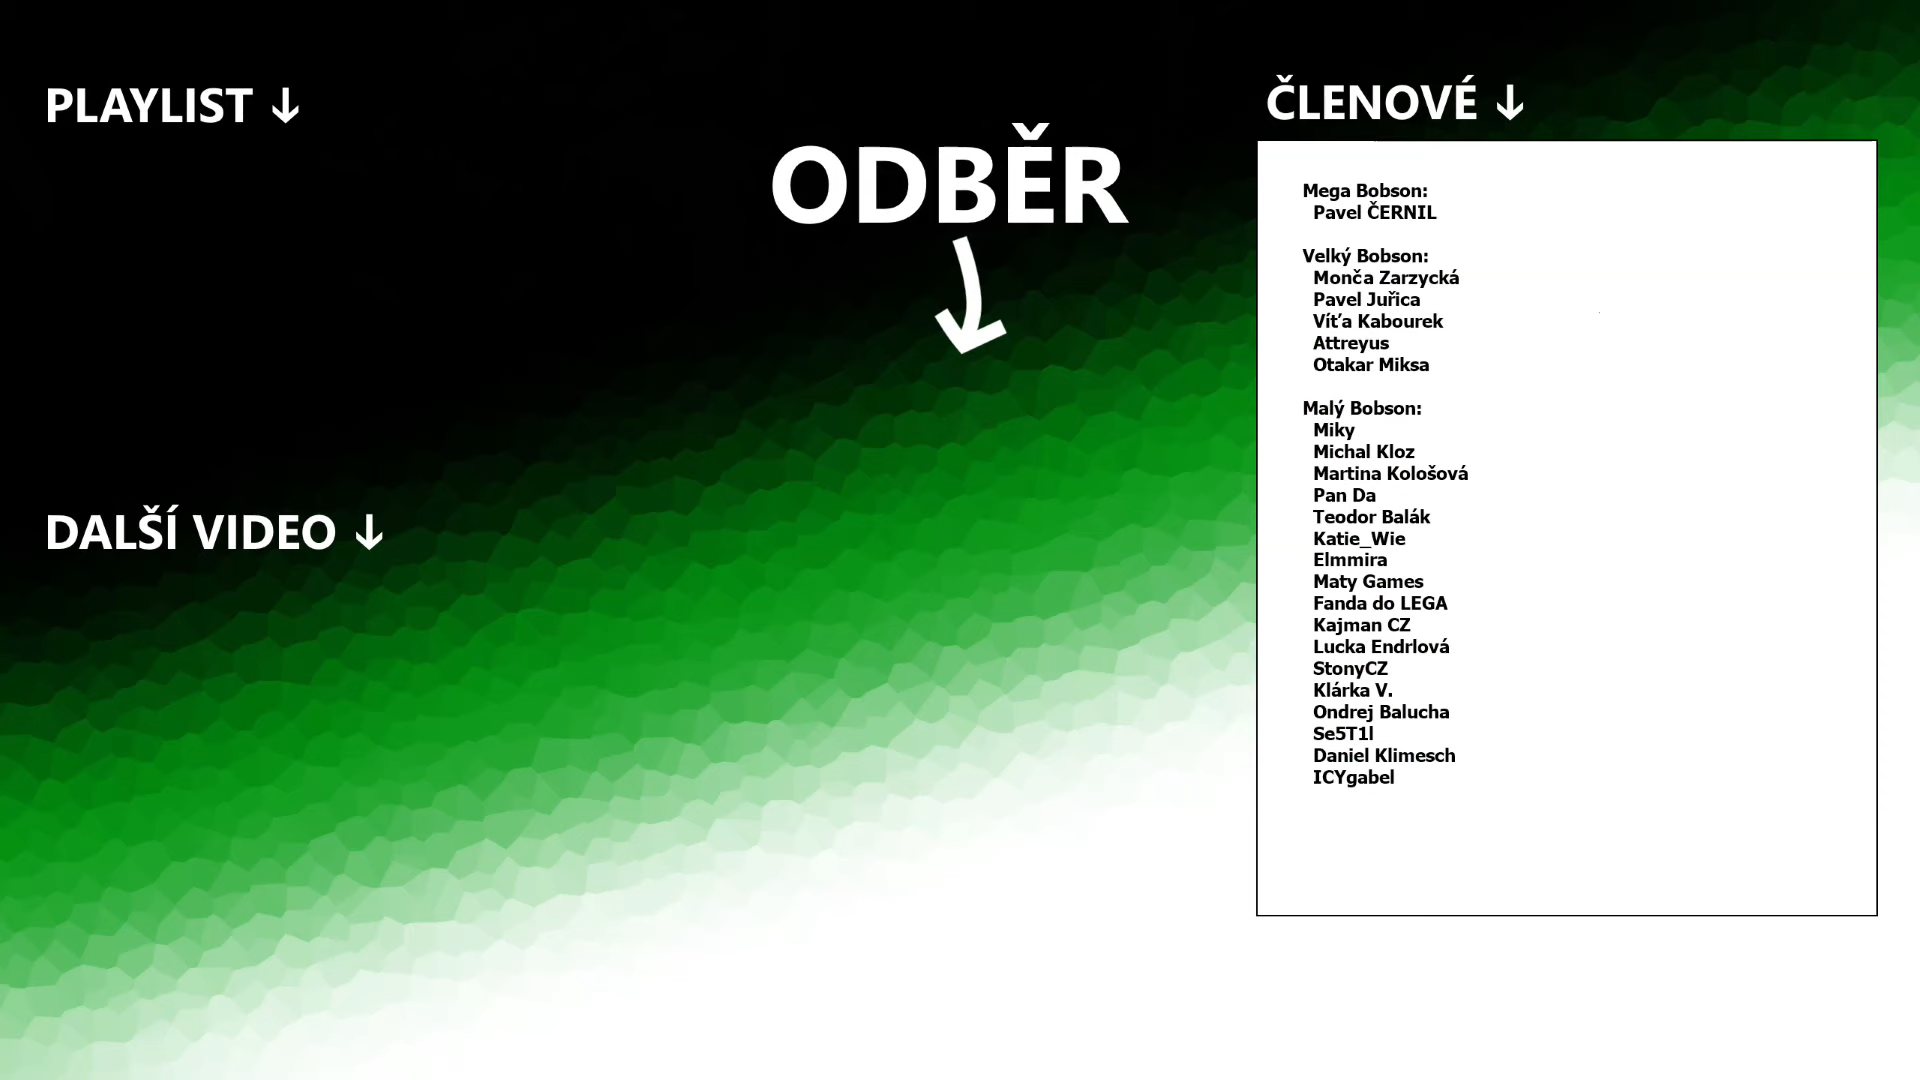 PLAYLIST ↓
ODBĚR
ČLENOVÉ ↓
Mega Bobson:
Pavel ČERNIL
Velký Bobson:
Monča Zarzycká
Pavel Juřica
Víťa Kabourek
Attreyus
Otakar Miksa
Malý Bobson:
Miky
Michal Kloz
Martina Kološová
Pan Da
Teodor Balák
Katie_Wie
Elmmira
Maty Games
Fanda do LEGA
Kajman CZ
Lucka Endrlová
StonyCZ
Klárka V.
Ondrej Balucha
Se5T1l
Daniel Klimesch
ICYgabel
DALŠÍ VIDEO ↓